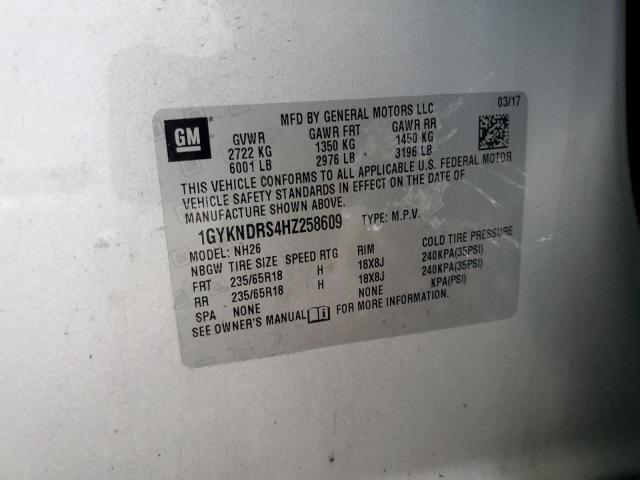 MFD BY GENERAL MOTORS LLC 03/17
GM
GVWR GAWR FRT GAWR RR
2722 KG 1350 KG 1450 KG
6001 LB 2976 LB 3196 LB
THIS VEHICLE CONFORMS TO ALL APPLICABLE U.S. FEDERAL MOTOR
VEHICLE SAFETY STANDARDS IN EFFECT ON THE DATE OF
MANUFACTURE SHOWN ABOVE.
1GYKNDRS4HZ258609 TYPE: M.P.V.
MODEL: NH26
NBGW TIRE SIZE SPEED RTG RIM COLD TIRE PRESSURE
FRT 235/65R18 H 18X8J 240KPA(35PSI)
RR 235/65R18 H 18X8J 240KPA(35PSI)
SPA NONE NONE KPA(PSI)
SEE OWNER'S MANUAL FOR MORE INFORMATION.